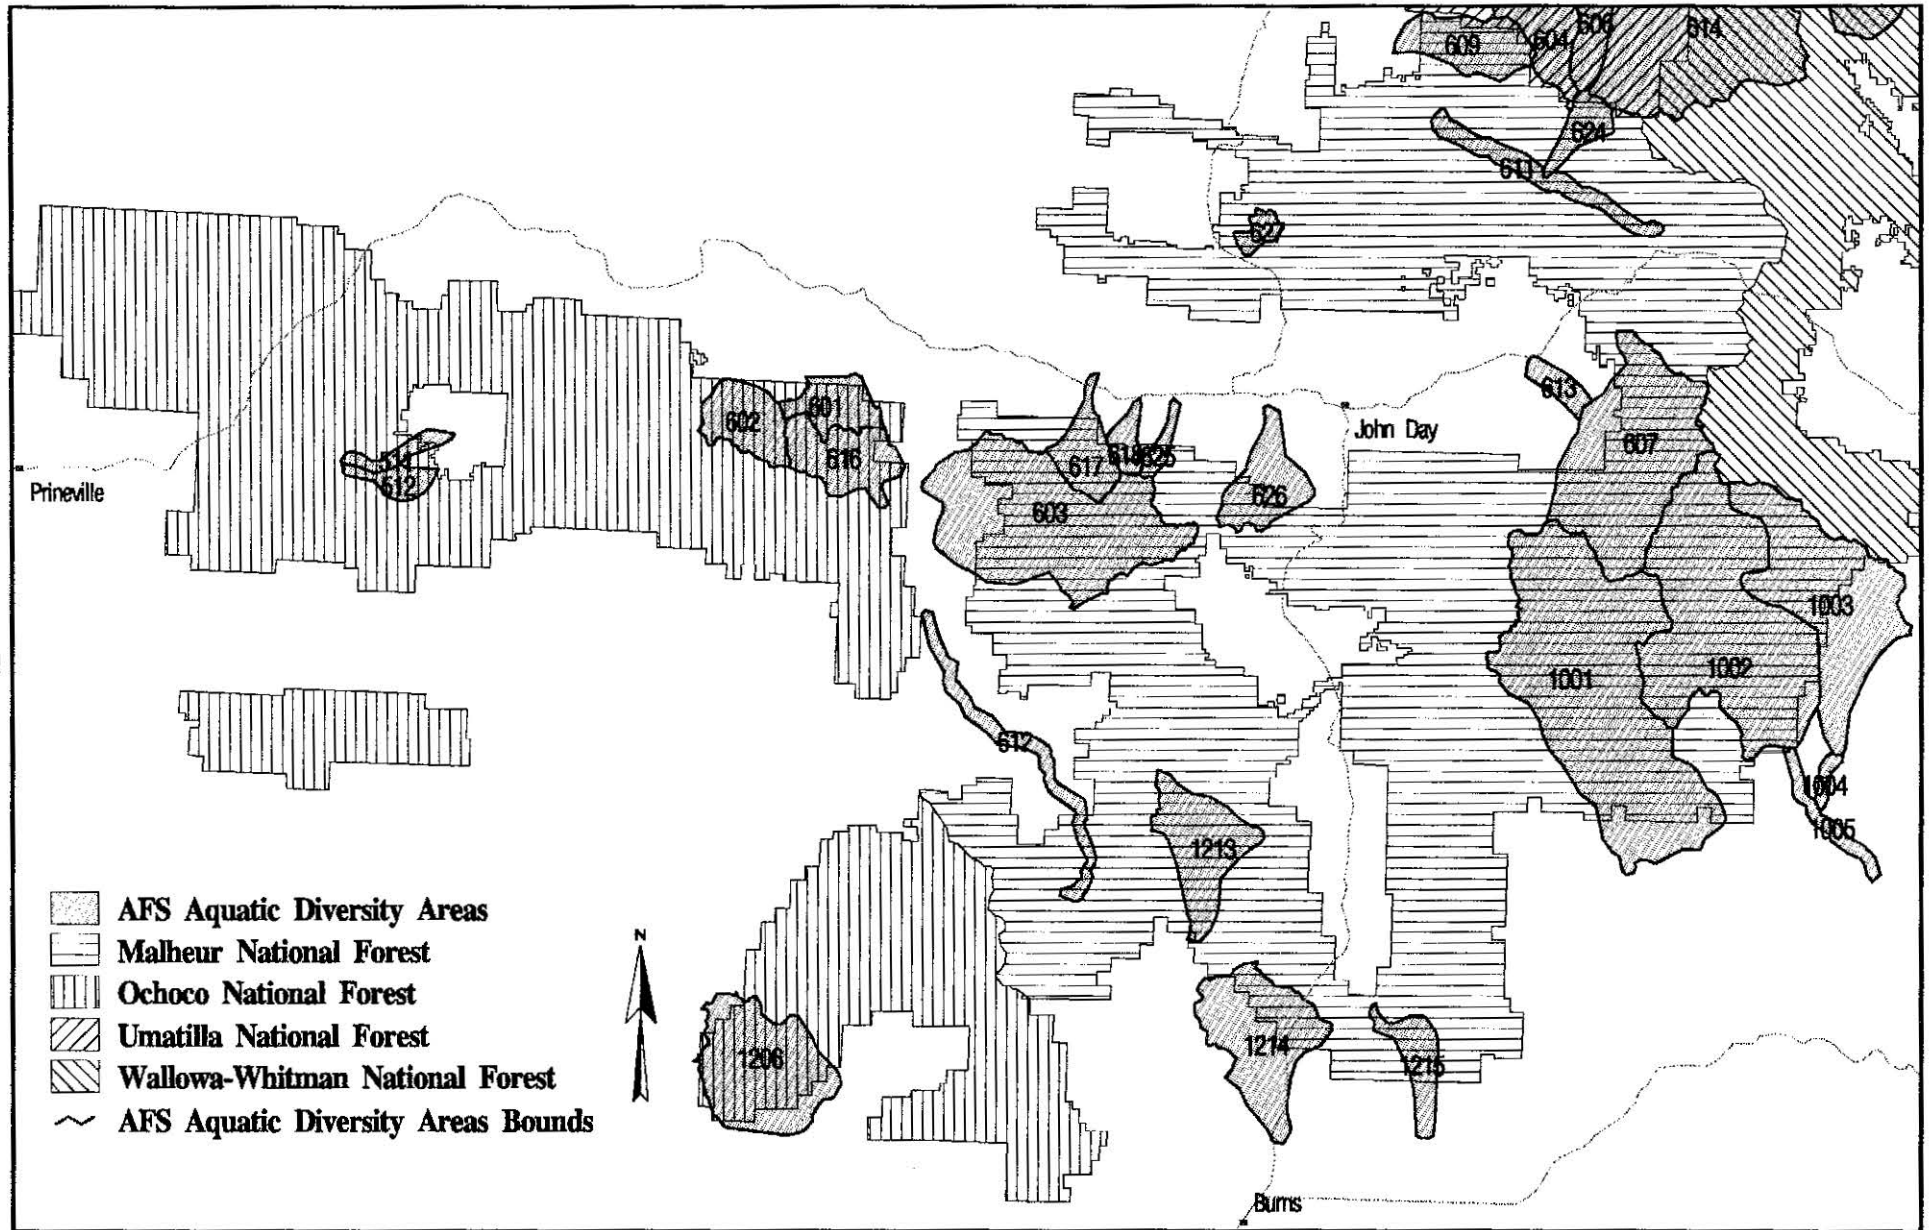 609
604
606
614
624
611
627
613
John Day
607
602
601
616
617
618
625
626
603
514
512
Prineville
1003
1002
1001
612
1004
1005
1213
1214
1215
1206
AFS Aquatic Diversity Areas
Malheur National Forest
Ochoco National Forest
Umatilla National Forest
Wallowa-Whitman National Forest
AFS Aquatic Diversity Areas Bounds
N
Burns